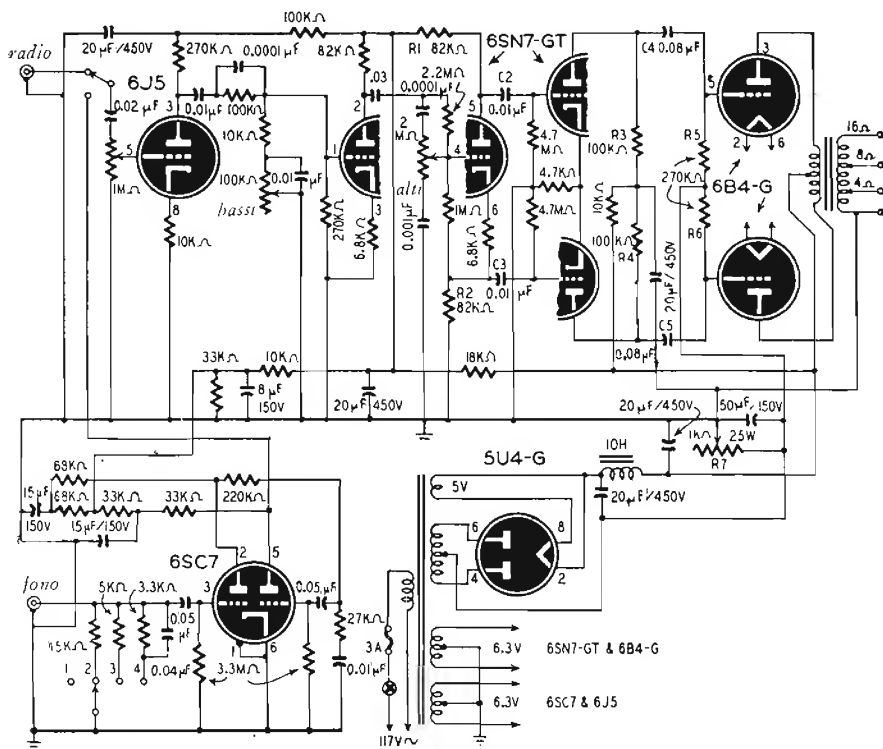 100KΩ
20μF/450V
270KΩ
0.0001μF
82KΩ
R1 82KΩ
6SN7-GT
C4 0.08μF
3
radio
6J5
3
.03
2.2MΩ
C2
0.0001μF
0.01μF
0.02μF
0.01μF
100KΩ
2
2
MΩ
5
4.7
MΩ
R3
100KΩ
5
R5
2
6
16Ω
8Ω
4Ω
5
10KΩ
1
4
4.7KΩ
270KΩ
6B4-G
1MΩ
100KΩ
0.01
μF
bassi
alti
1MΩ
4.7MΩ
10KΩ
100KΩ
R4
R6
8
3
6
270KΩ
6.8KΩ
0.001μF
6.8KΩ
10KΩ
C3
0.01
μF
20μF/450V
R2
82KΩ
C5
0.08μF
33KΩ
10KΩ
18KΩ
8μF
150V
20μF 450V
20μF/450V
50μF/150V
1KΩ
25W
R7
68KΩ
10H
5U4-G
15μF
150V
68KΩ
33KΩ
33KΩ
220KΩ
5V
20μF/450V
15μF/150V
6
8
6SC7
2
5
4
2
fono
5KΩ
3.3KΩ
3
0.05μF
0.05
μF
27KΩ
1
6
3A
6.3V
6SN7-GT & 6B4-G
0.04μF
3.3MΩ
0.01μF
1
2
3
4
6.3V
6SC7 & 6J5
117V~